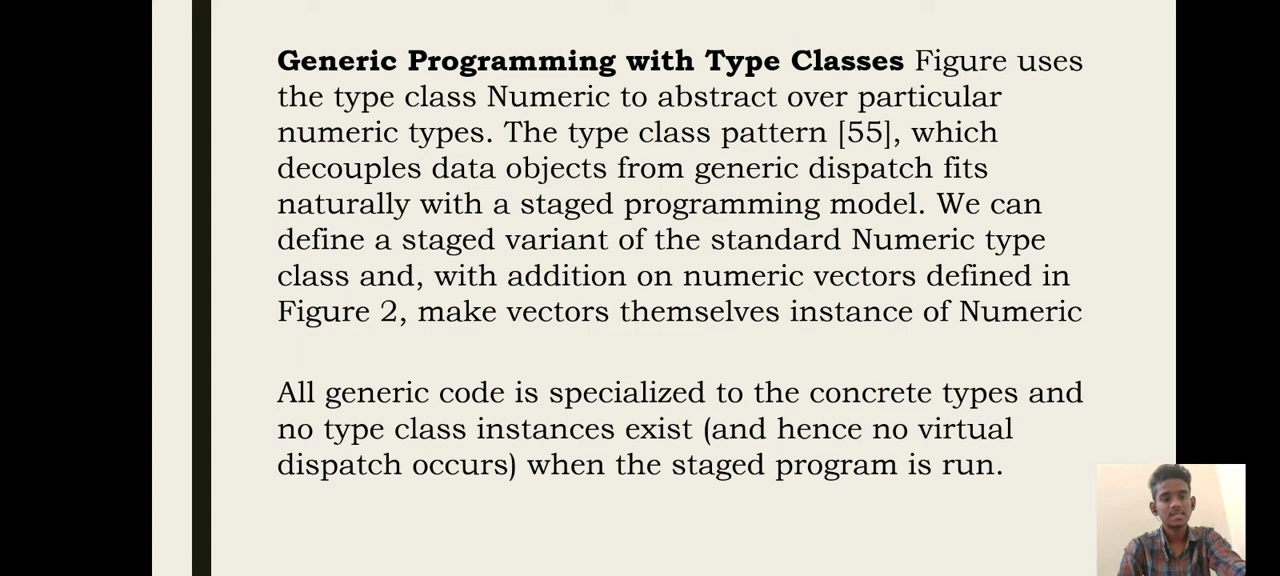 Generic Programming with Type Classes Figure uses
the type class Numeric to abstract over particular
numeric types. The type class pattern [55], which
decouples data objects from generic dispatch fits
naturally with a staged programming model. We can
define a staged variant of the standard Numeric type
class and, with addition on numeric vectors defined in
Figure 2, make vectors themselves instance of Numeric
All generic code is specialized to the concrete types and
no type class instances exist (and hence no virtual
dispatch occurs) when the staged program is run.